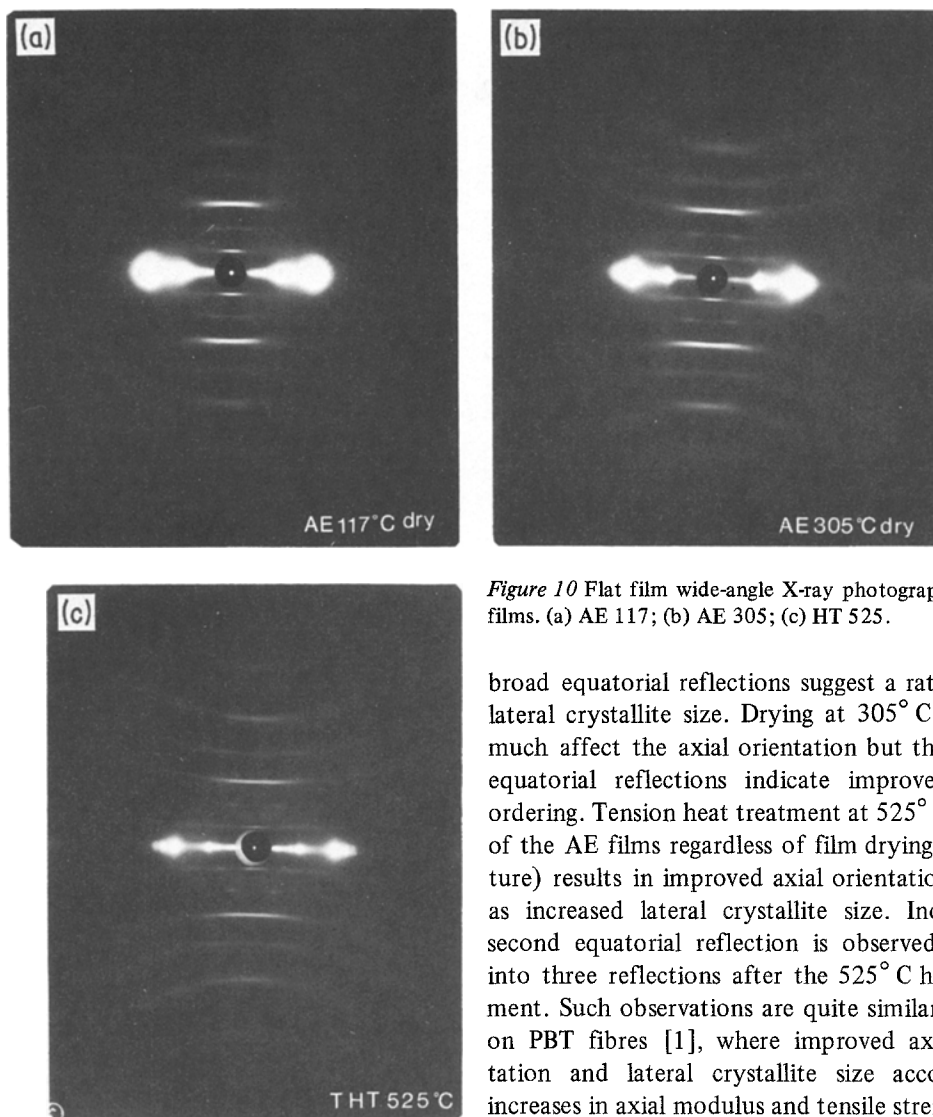 (a)
(b)
AE 117°C dry
AE 305°C dry
(c)
THT 525°C
Figure 10 Flat film wide-angle X-ray photograp
films. (a) AE 117; (b) AE 305; (c) HT 525.
broad equatorial reflections suggest a rat
lateral crystallite size. Drying at 305° C
much affect the axial orientation but th
equatorial reflections indicate improve
ordering. Tension heat treatment at 525°
of the AE films regardless of film drying
ture) results in improved axial orientatio
as increased lateral crystallite size. Inc
second equatorial reflection is observed
into three reflections after the 525° C h
ment. Such observations are quite similar
on PBT fibres [1], where improved ax
tation and lateral crystallite size acco
increases in axial modulus and tensile stre